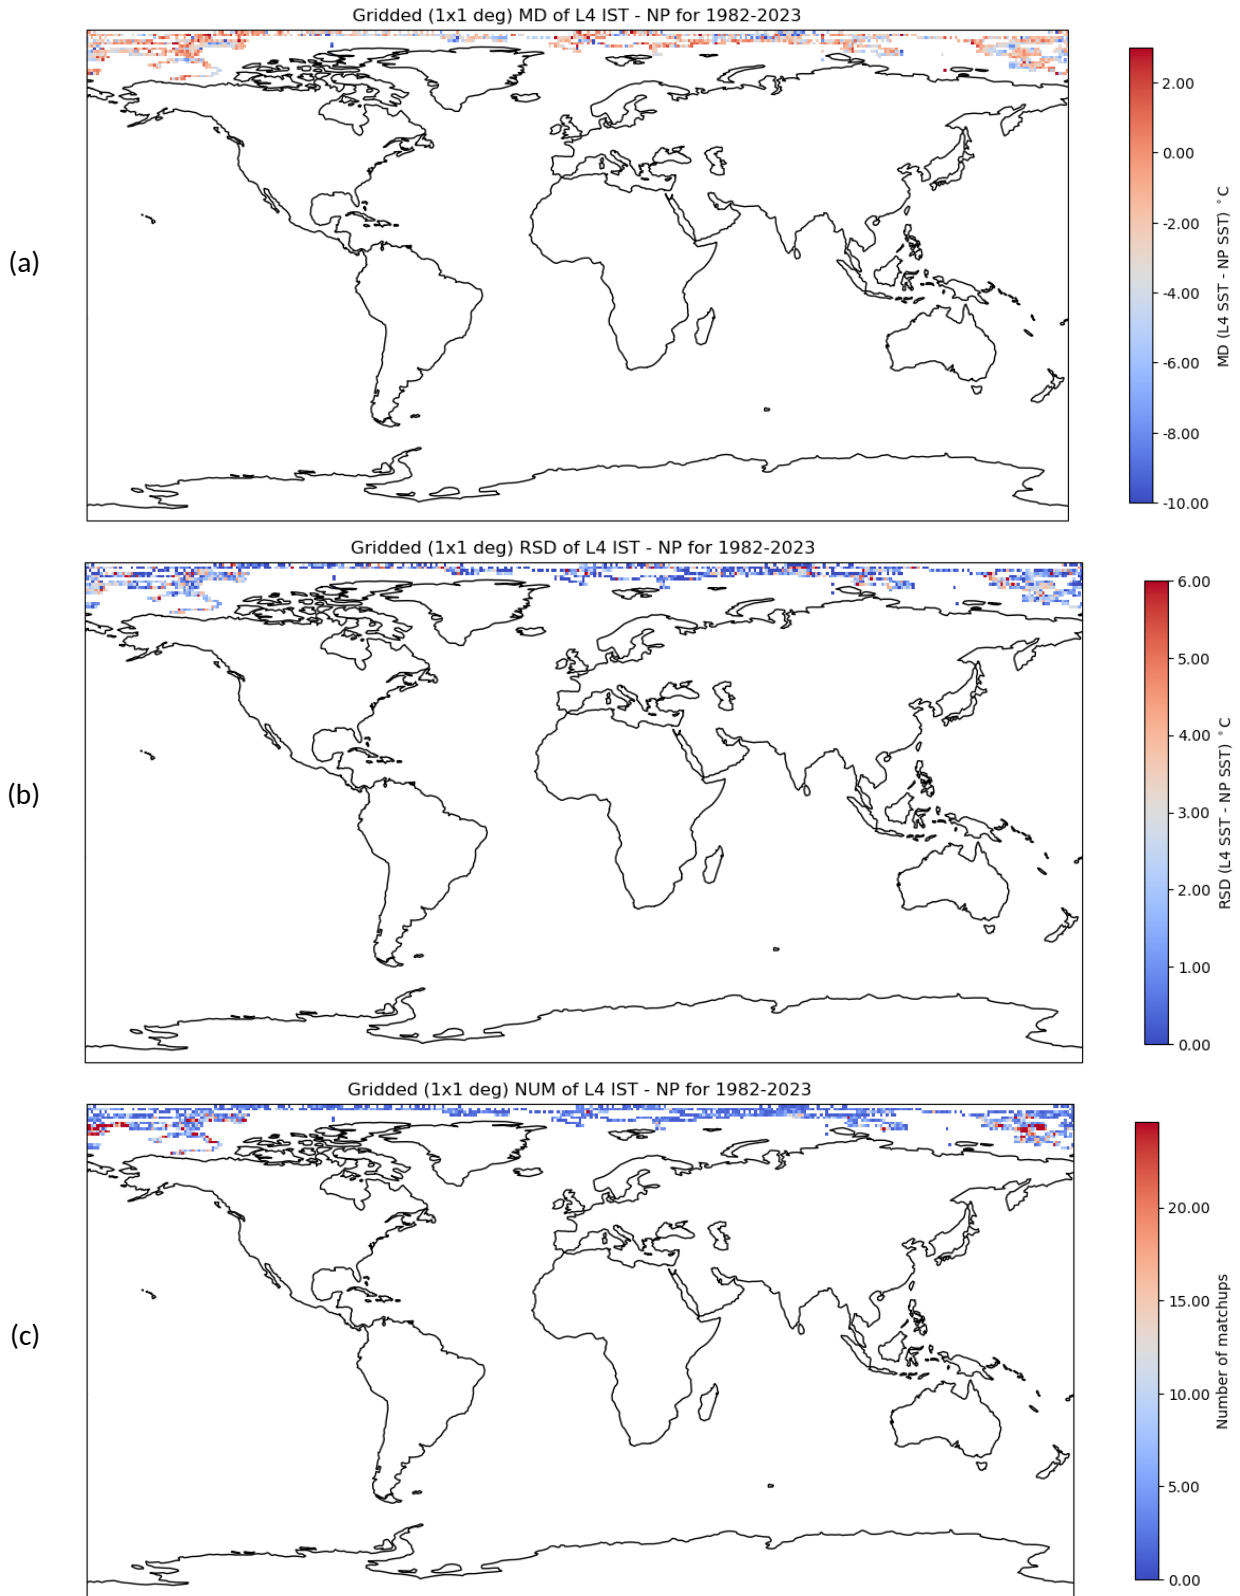 Gridded (1x1 deg) MD of L4 IST - NP for 1982-2023
(a)
2.00
0.00
-2.00
-4.00
-6.00
-8.00
-10.00
MD (L4 SST - NP SST) °C
Gridded (1x1 deg) RSD of L4 IST - NP for 1982-2023
(b)
6.00
5.00
4.00
3.00
2.00
1.00
0.00
RSD (L4 SST - NP SST) °C
Gridded (1x1 deg) NUM of L4 IST - NP for 1982-2023
(c)
20.00
15.00
10.00
5.00
0.00
Number of matchups